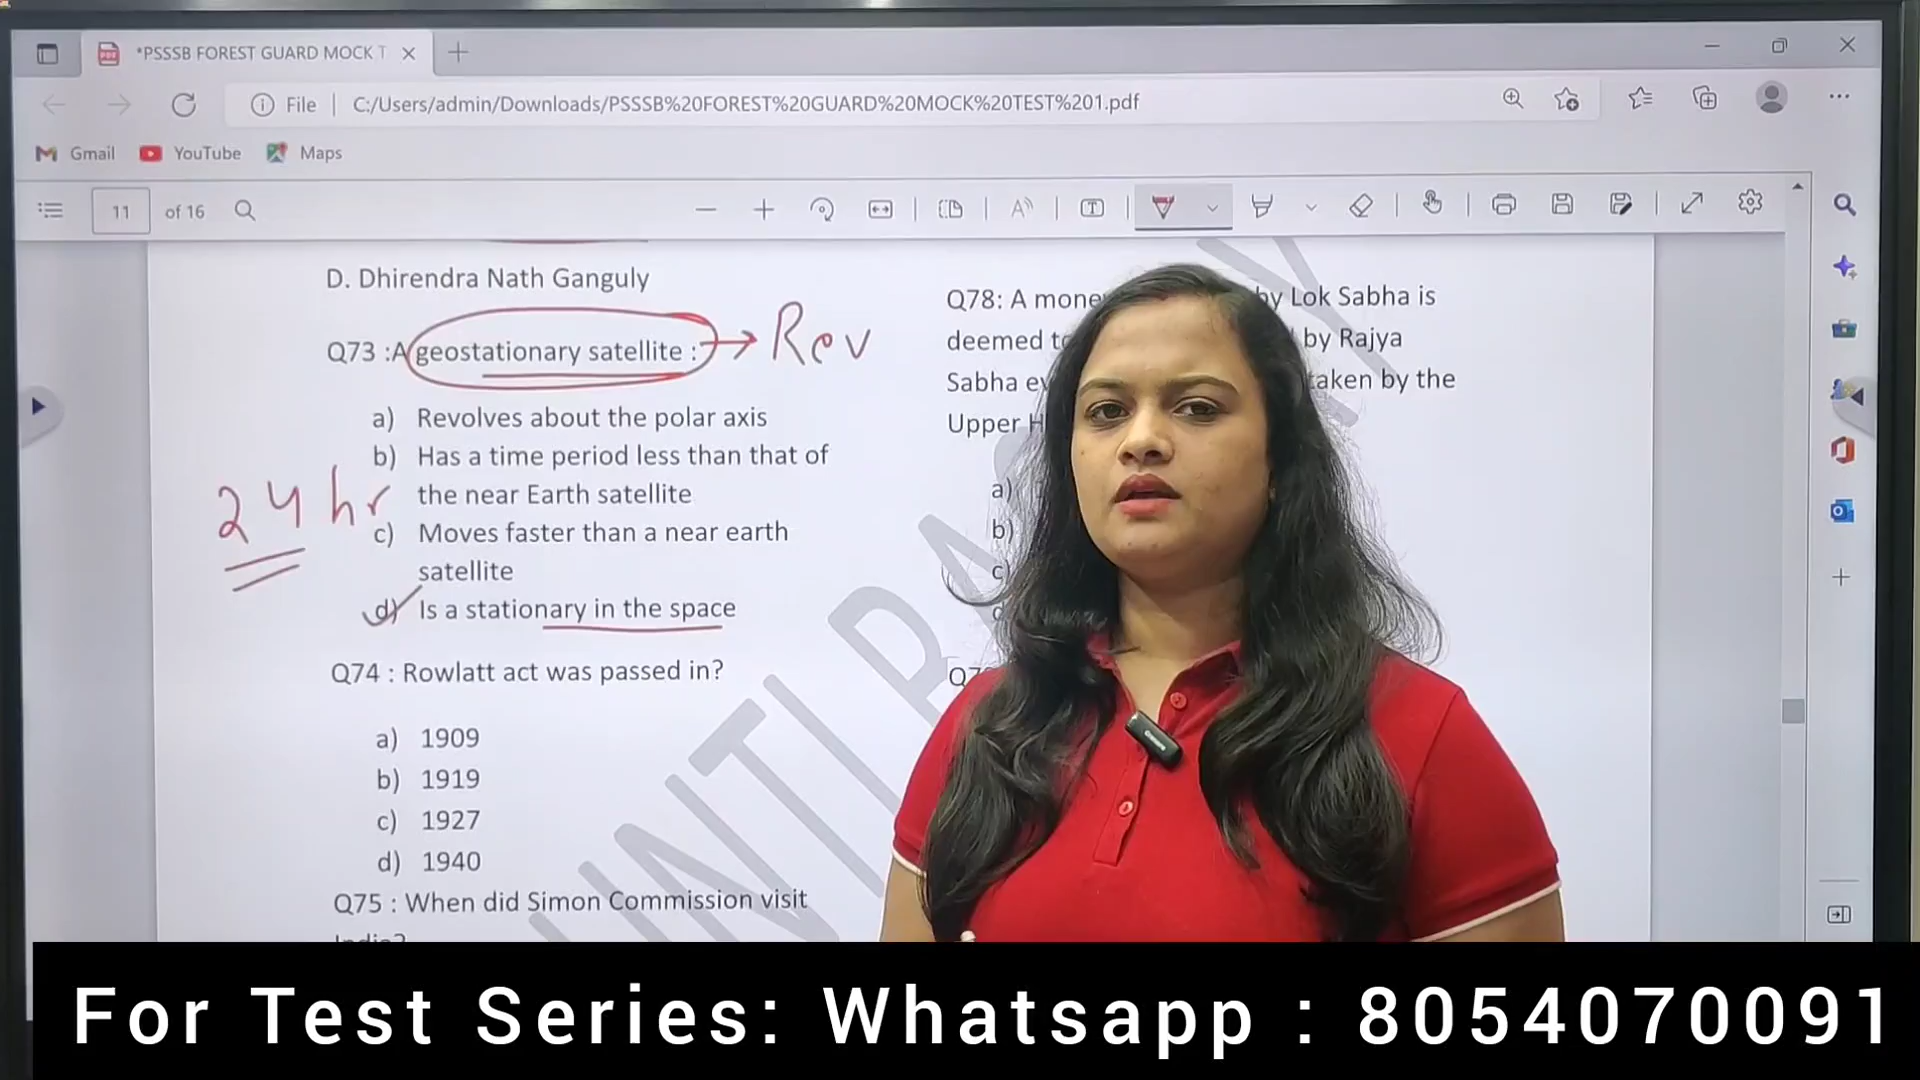 *PSSSB FOREST GUARD MOCK T
File
C:/Users/admin/Downloads/PSSSB%20FOREST%20GUARD%20MOCK%20TEST%201.pdf
Gmail
YouTube
Maps
11
of 16
D. Dhirendra Nath Ganguly
Q73 :A geostationary satellite :
Rev
a) Revolves about the polar axis
b) Has a time period less than that of
the near Earth satellite
24 hr
c) Moves faster than a near earth
satellite
d) Is a stationary in the space
Q74 : Rowlatt act was passed in?
a) 1909
b) 1919
c) 1927
d) 1940
Q75 : When did Simon Commission visit
Q78: A by Lok Sabha is
deemed by Rajya
Sabha taken by the
Upper
a)
b)
c)
For Test Series: Whatsapp : 8054070091